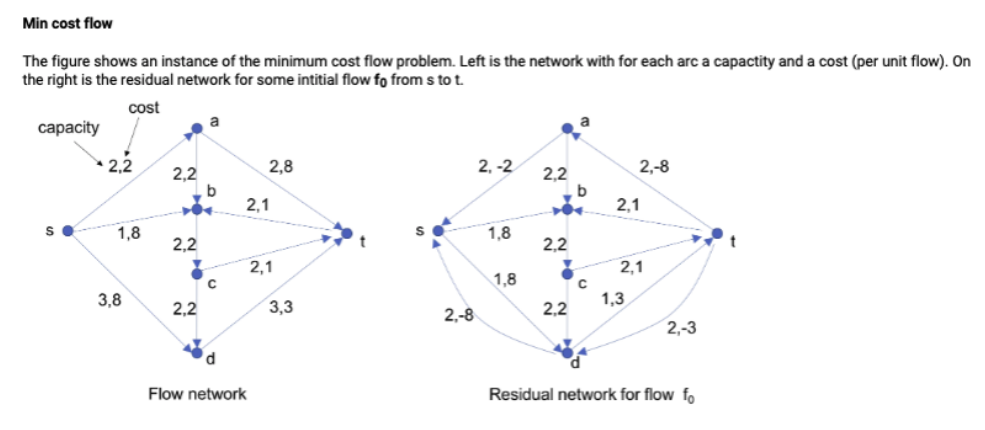 Min cost flow
The figure shows an instance of the minimum cost flow problem. Left is the network with for each arc a capactity and a cost (per unit flow). On
the right is the residual network for some intitial flow f₀ from s to t.
cost
capacity
a
a
2,2
2,2
2,8
2, -2
2,2
2,-8
b
b
2,1
2,1
s
1,8
t
s
1,8
t
2,2
2,2
2,1
2,1
c
1,8
c
3,8
2,2
3,3
2,-8
2,2
1,3
2,-3
d
d
Flow network
Residual network for flow f₀